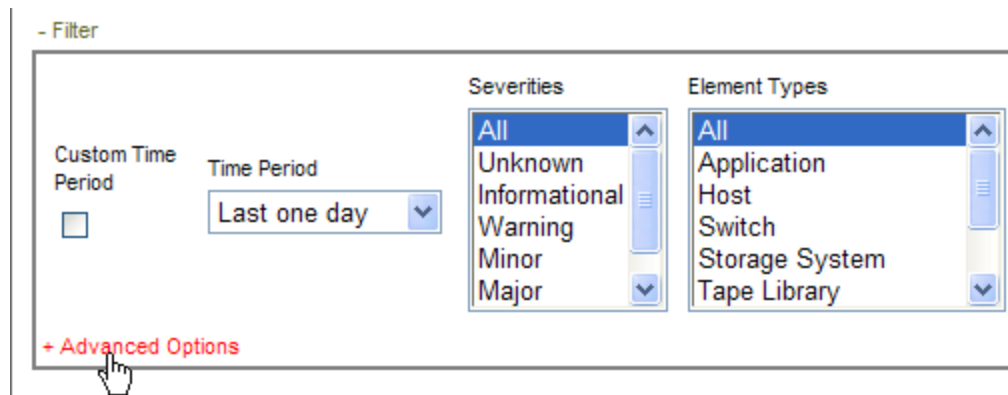 - Filter
Custom Time
Period
Time Period
Last one day
Severities
All
Unknown
Informational
Warning
Minor
Major
Element Types
All
Application
Host
Switch
Storage System
Tape Library
+ Advanced Options